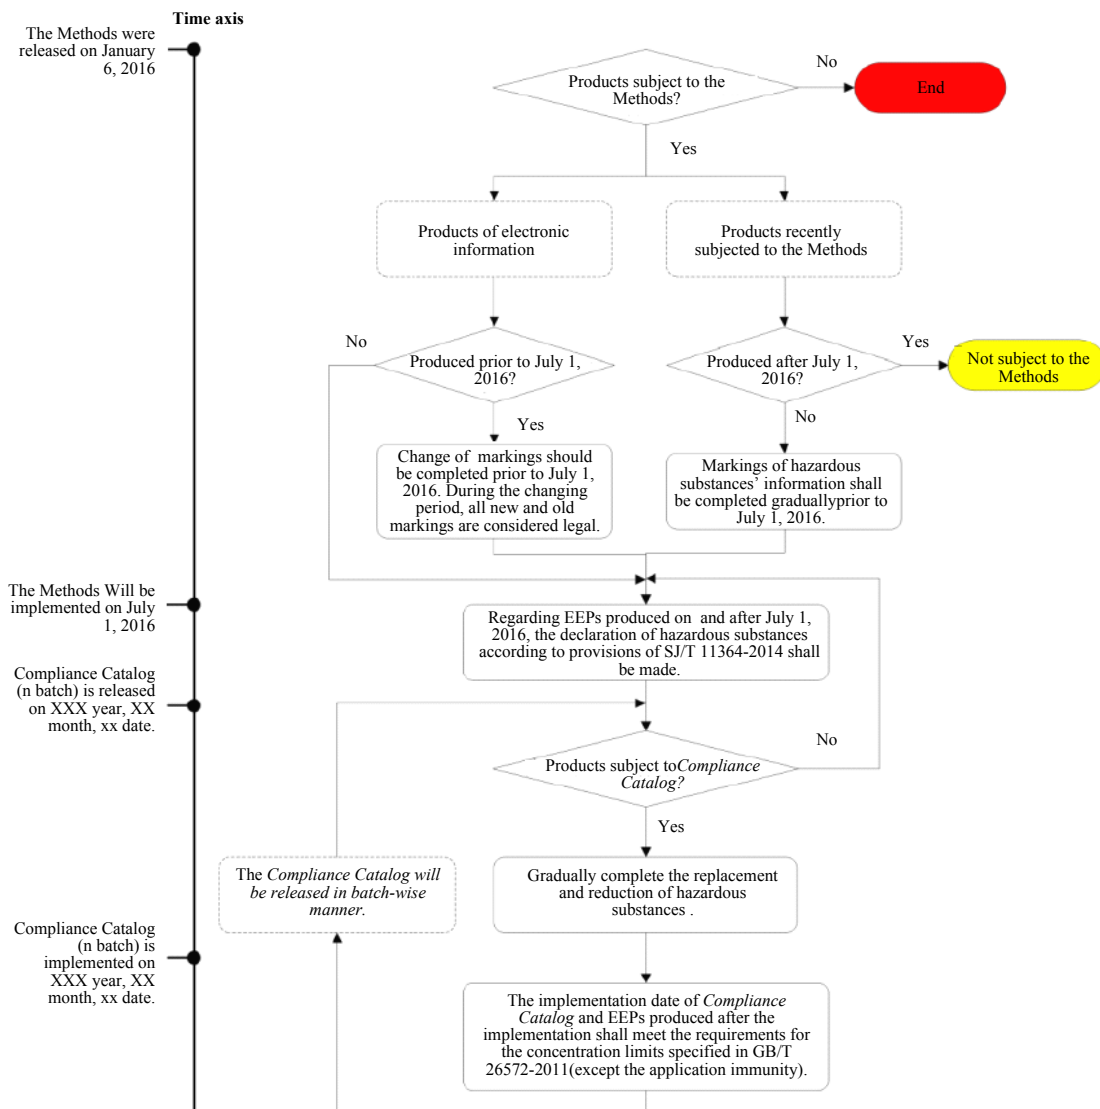 Time axis
The Methods were
released on January
6, 2016
Products subject to the
Methods?
No
End
Yes
Products of electronic
information
Products recently
subjected to the Methods
No
Produced prior to July 1,
2016?
Produced after July 1,
2016?
Yes
Not subject to the
Methods
Yes
No
Change of markings should
be completed prior to July 1,
2016. During the changing
period, all new and old
markings are considered legal.
Markings of hazardous
substances’ information shall
be completed graduallyprior to
July 1, 2016.
The Methods Will be
implemented on July
1, 2016
Regarding EEPs produced on and after July 1,
2016, the declaration of hazardous substances
according to provisions of SJ/T 11364-2014 shall
be made.
Compliance Catalog
(n batch) is released
on XXX year, XX
month, xx date.
Products subject toCompliance
Catalog?
No
Yes
The Compliance Catalog will
be released in batch-wise
manner.
Gradually complete the replacement
and reduction of hazardous
substances .
Compliance Catalog
(n batch) is
implemented on
XXX year, XX
month, xx date.
The implementation date of Compliance
Catalog and EEPs produced after the
implementation shall meet the requirements for
the concentration limits specified in GB/T
26572-2011(except the application immunity).